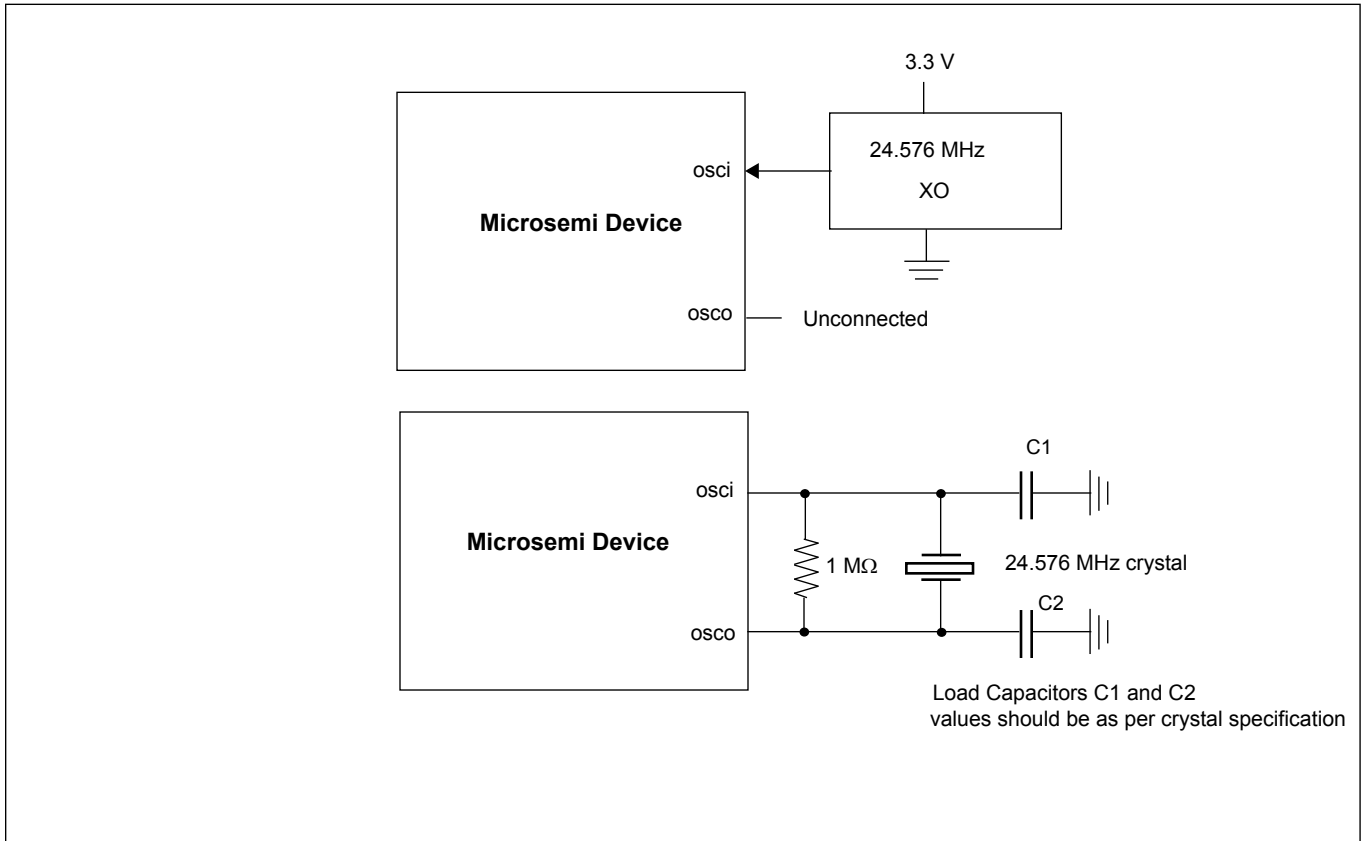 3.3 V
24.576 MHz
XO
osci
Microsemi Device
osco
Unconnected
C1
osci
Microsemi Device
1 MΩ
24.576 MHz crystal
C2
osco
Load Capacitors C1 and C2
values should be as per crystal specification